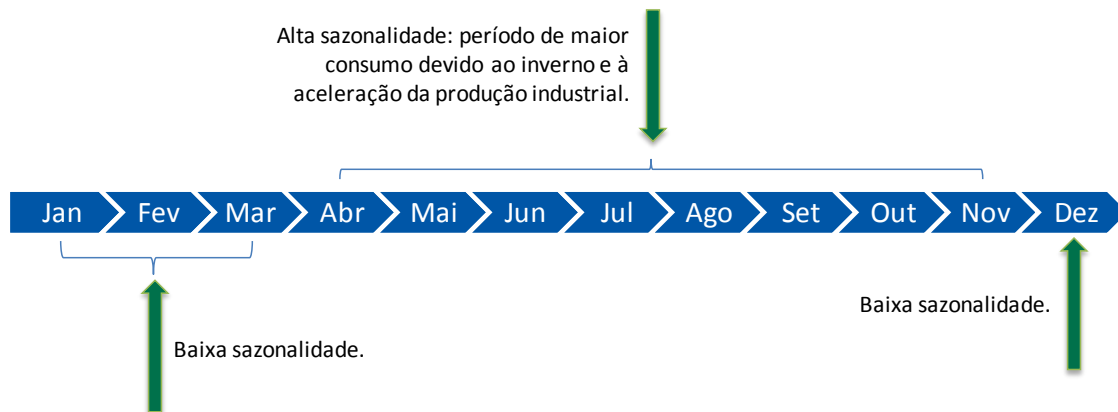 Alta sazonalidade: período de maior
consumo devido ao inverno e à
aceleração da produção industrial.
Jan Fev Mar Abr Mai Jun Jul Ago Set Out Nov Dez
Baixa sazonalidade.
Baixa sazonalidade.